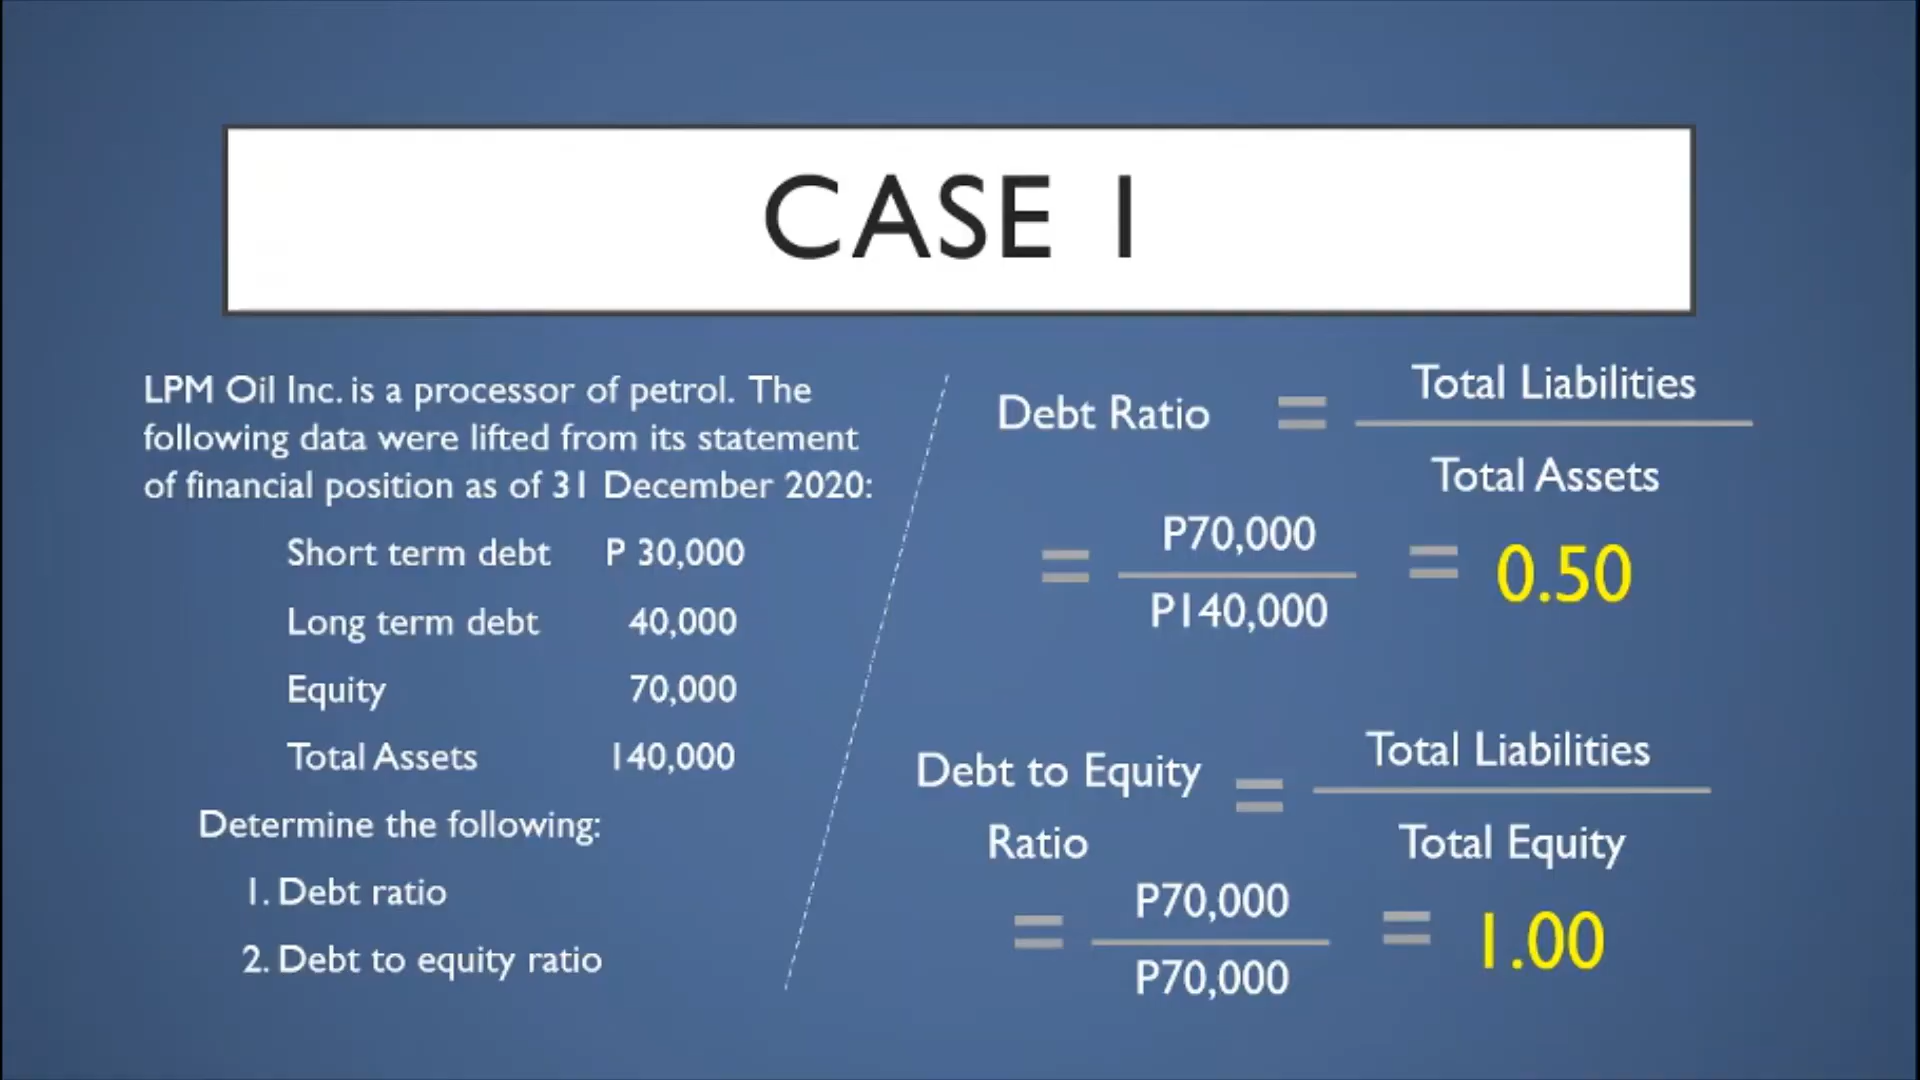 CASE 1
LPM Oil Inc. is a processor of petrol. The
following data were lifted from its statement
of financial position as of 31 December 2020:
Short term debt P 30,000
Long term debt 40,000
Equity 70,000
Total Assets 140,000
Determine the following:
1. Debt ratio
2. Debt to equity ratio
Debt Ratio = Total Liabilities
Total Assets
= P70,000 = 0.50
P140,000
Debt to Equity = Total Liabilities
Ratio Total Equity
= P70,000 = 1.00
P70,000